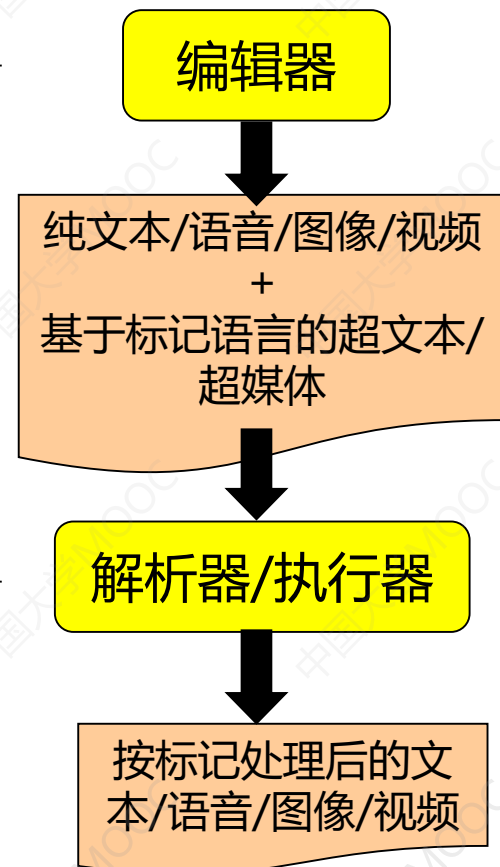 编辑器
纯文本/语音/图像/视频
+
基于标记语言的超文本/
超媒体
解析器/执行器
按标记处理后的文
本/语音/图像/视频